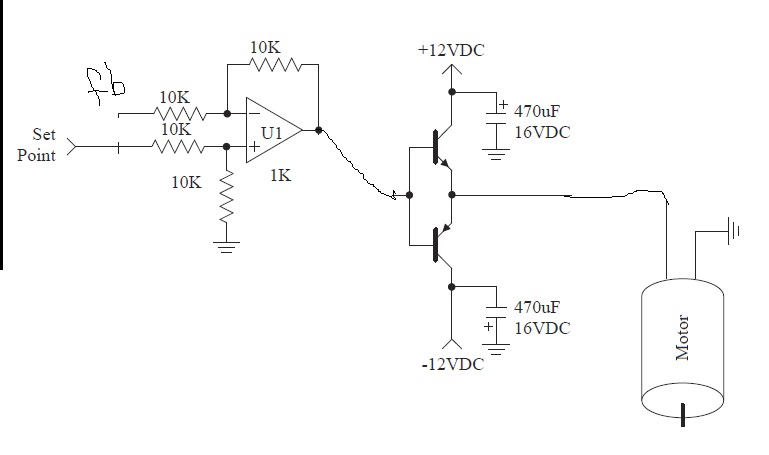 10K
+12VDC
fb
10K
470uF
16VDC
+
Set
Point
10K
U1
10K
1K
470uF
16VDC
+
-12VDC
Motor